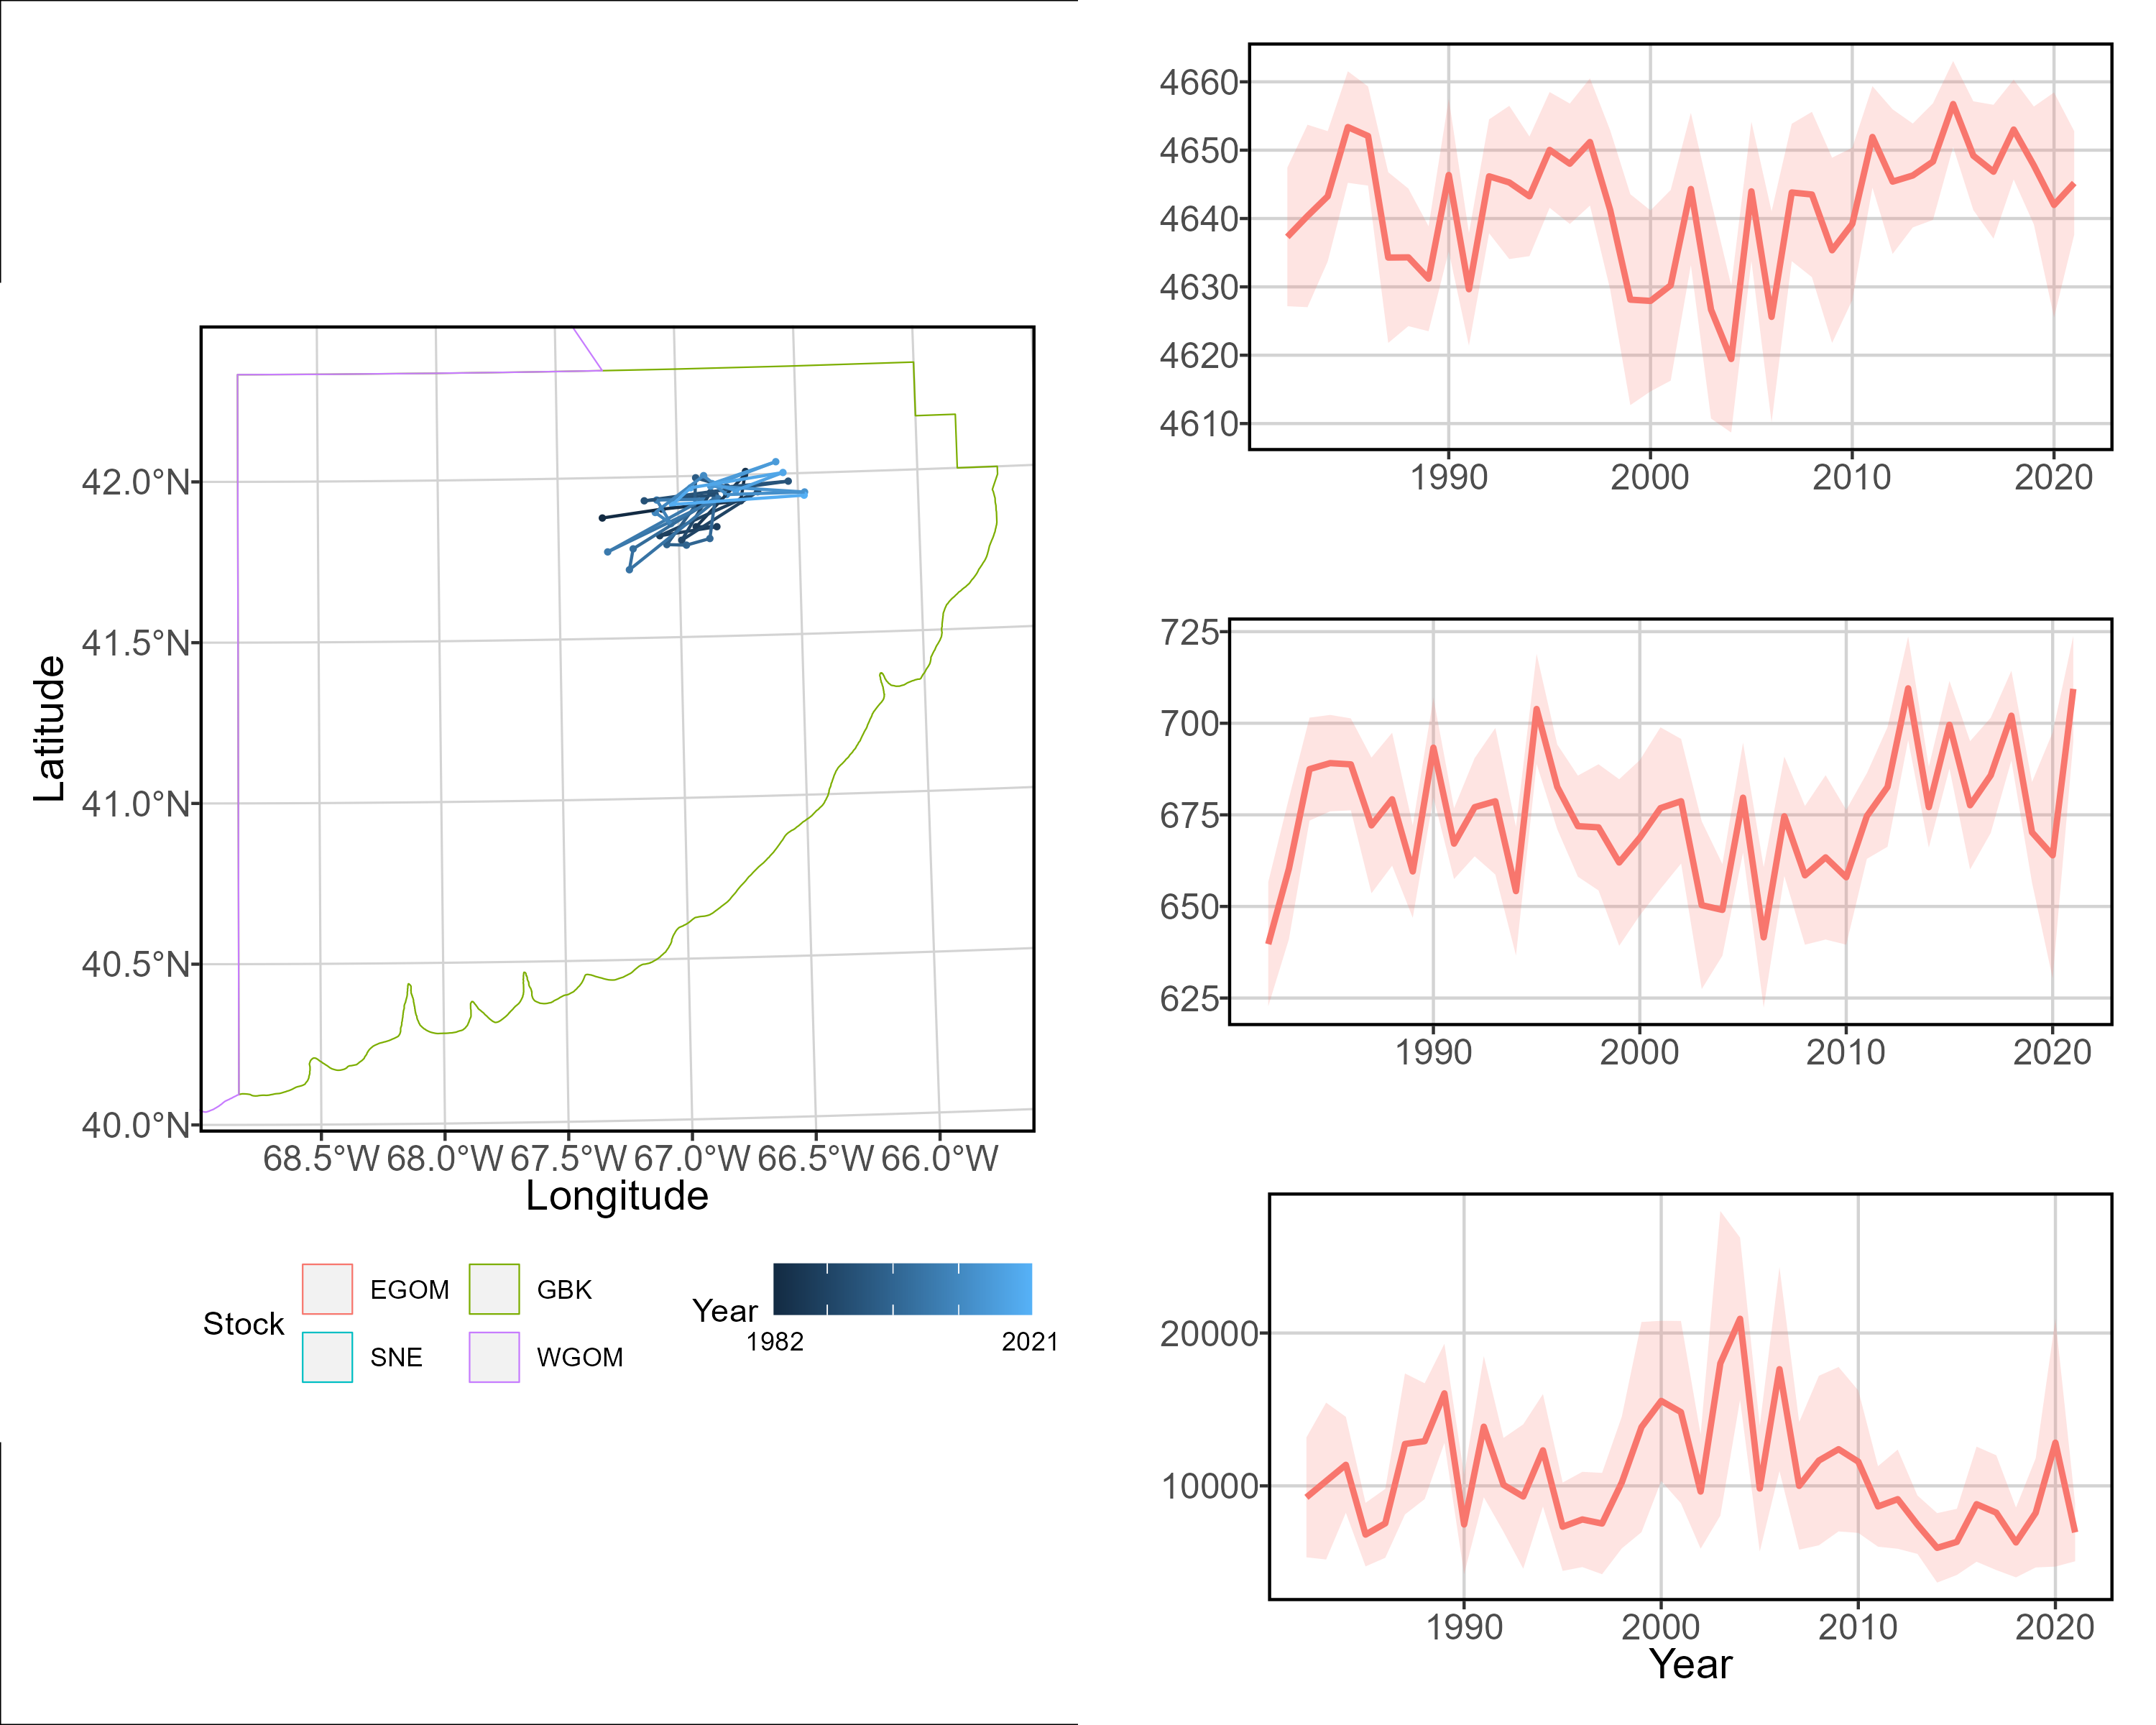 Latitude
42.0°N
41.5°N
41.0°N
40.5°N
40.0°N
68.5°W 68.0°W 67.5°W 67.0°W 66.5°W 66.0°W
Longitude
Stock
EGOM
GBK
SNE
WGOM
Year
1982
2021
4660
4650
4640
4630
4620
4610
1990 2000 2010 2020
725
700
675
650
625
1990 2000 2010 2020
20000
10000
1990 2000 2010 2020
Year